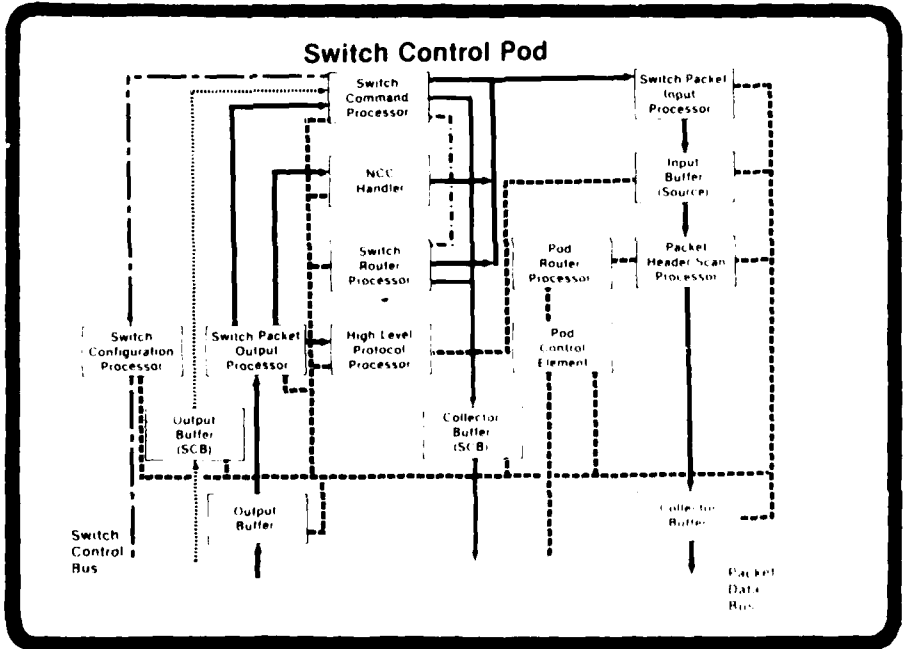 Switch Control Pod
Switch
Command
Processor
Switch Packet
Input
Processor
NCC
Handler
Input
Buffer
(Source)
Switch
Router
Processor
Pod
Router
Processor
Packet
Header Scan
Processor
Switch
Configuration
Processor
Switch Packet
Output
Processor
High Level
Protocol
Processor
Pod
Control
Element
Output
Buffer
(SCB)
Collector
Buffer
(SCB)
Output
Buffer
Collector
Buffer
Switch
Control
Bus
Packet
Data
Bus